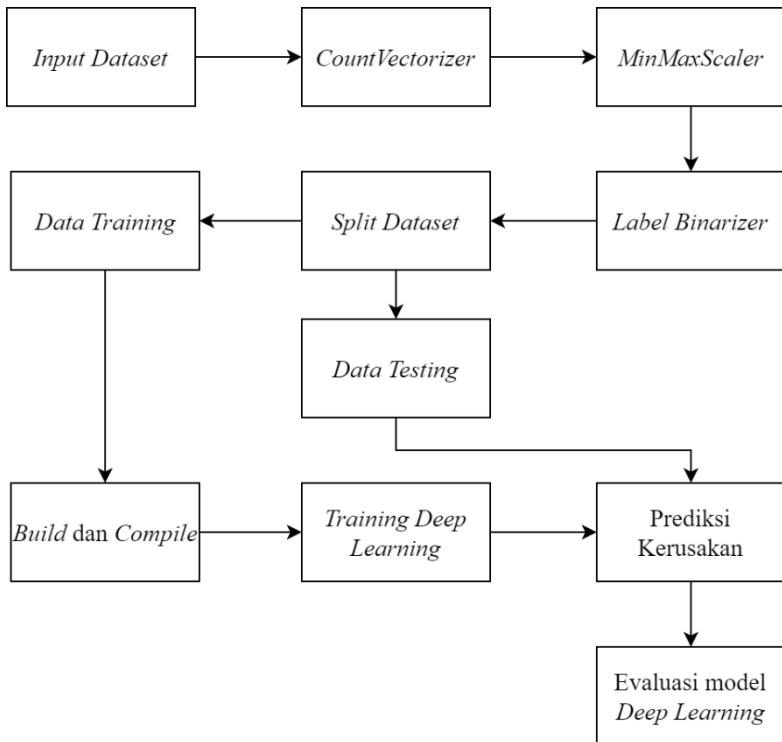 Input Dataset
CountVectorizer
MinMaxScaler
Data Training
Split Dataset
Label Binarizer
Data Testing
Build dan Compile
Training Deep
Learning
Prediksi
Kerusakan
Evaluasi model
Deep Learning